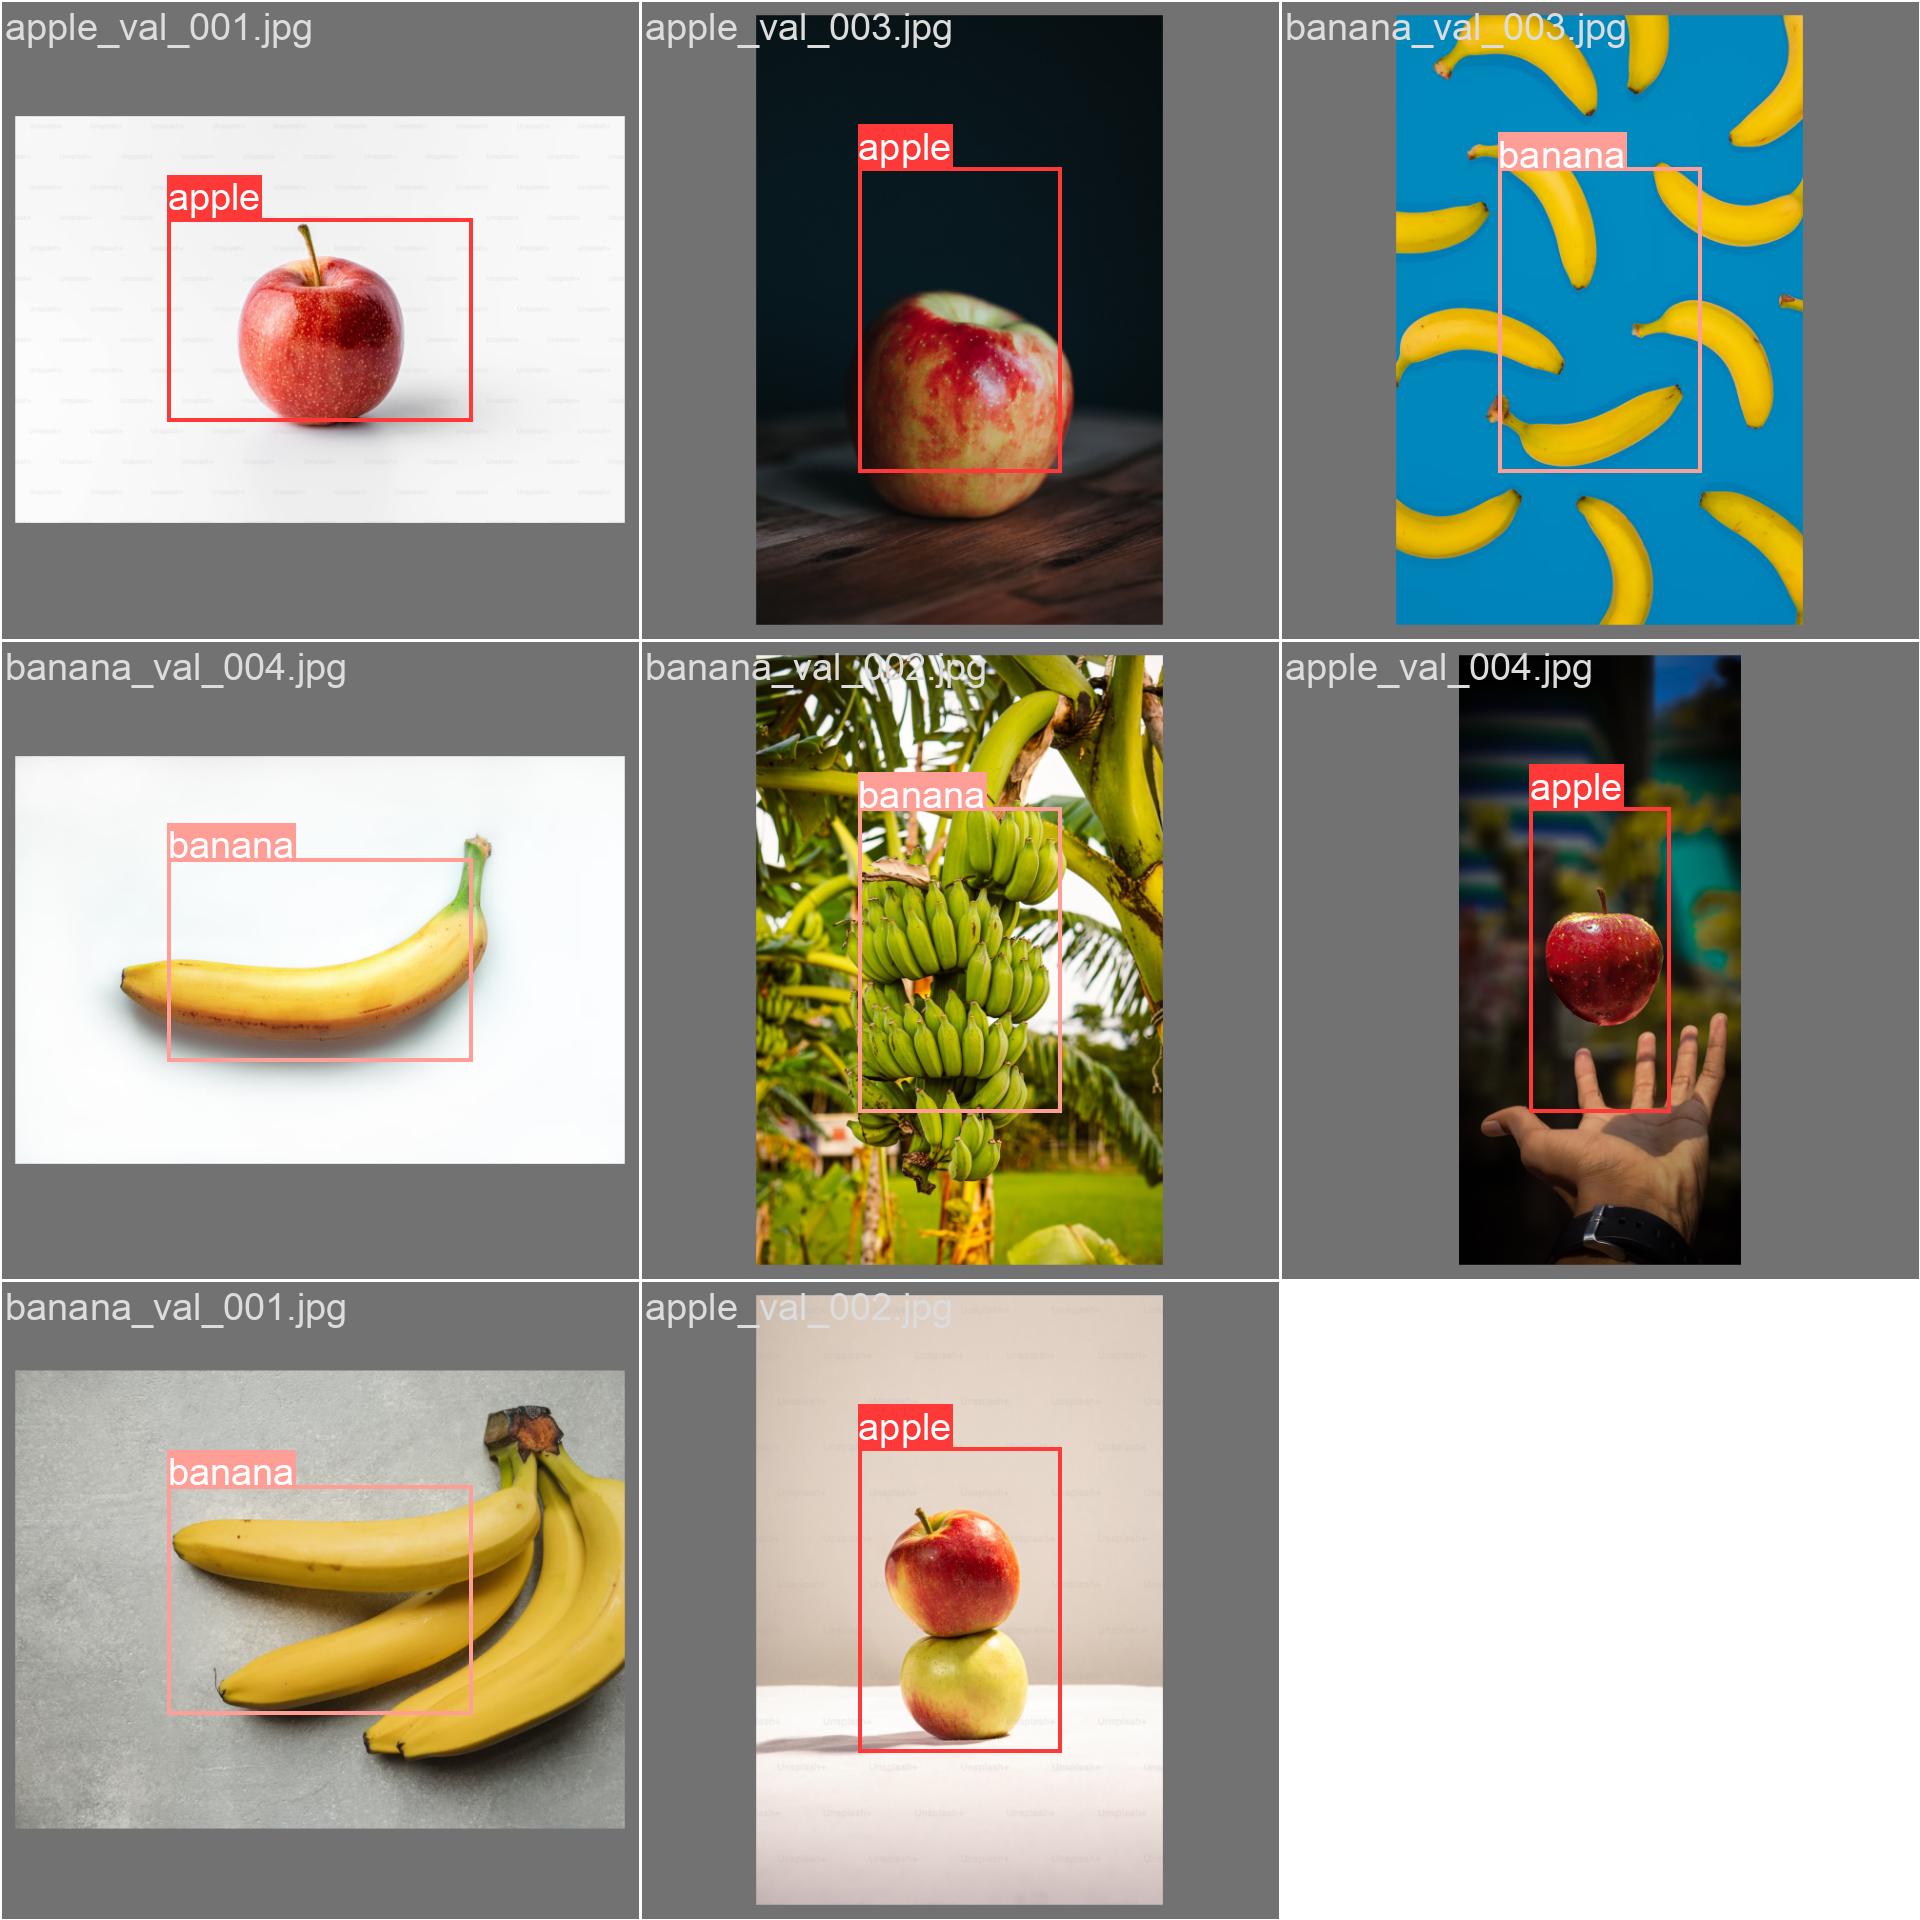 apple_val_001.jpg
apple
apple_val_003.jpg
apple
banana_val_003.jpg
banana
banana_val_004.jpg
banana
banana_val_002.jpg
banana
apple_val_004.jpg
apple
banana_val_001.jpg
banana
apple_val_002.jpg
apple